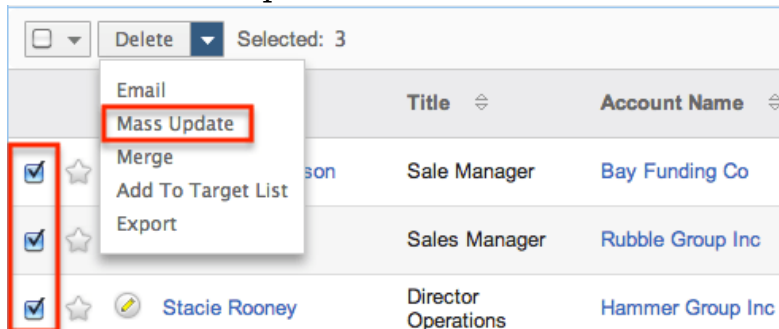 Delete Selected: 3
Email
Mass Update
Merge
Add To Target List
Export
Title Account Name
son Sale Manager Bay Funding Co
Sales Manager Rubble Group Inc
Stacie Rooney Director Operations Hammer Group Inc